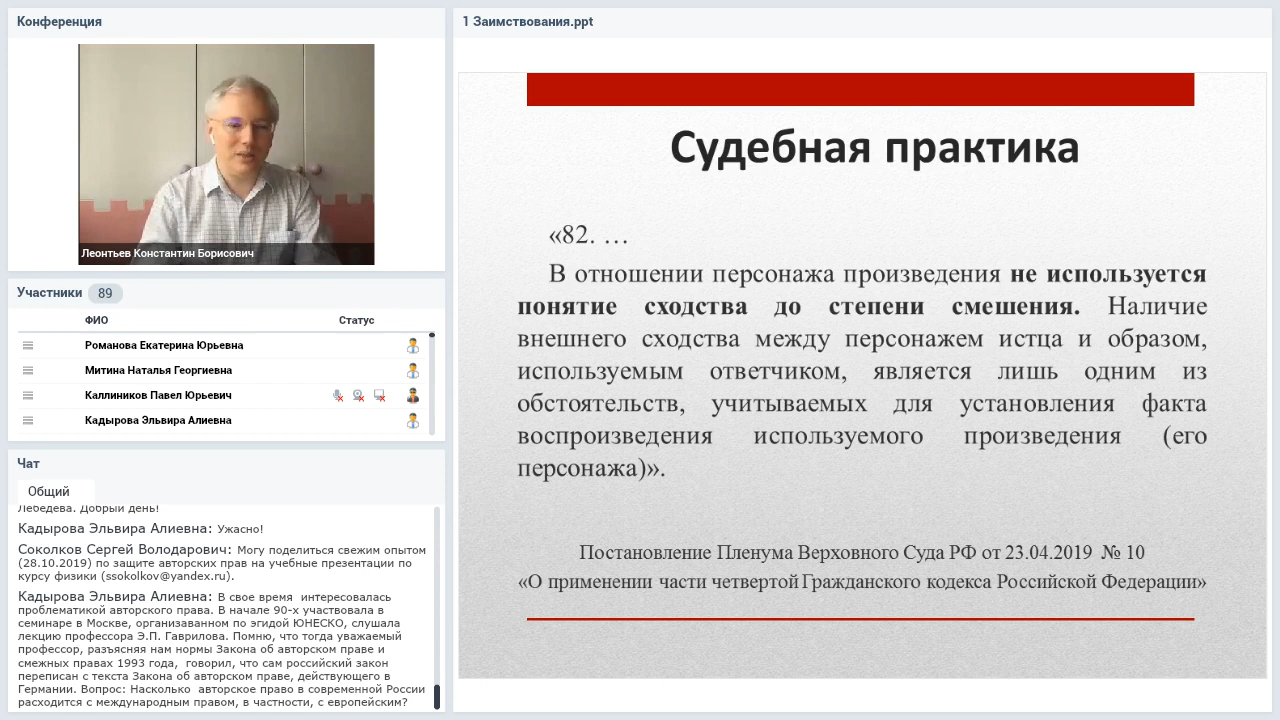 Конференция
Леонтьев Константин Борисович
Участники 89
ФИО Статус
Романова Екатерина Юрьевна
Митина Наталья Георгиевна
Каллиников Павел Юрьевич
Кадырова Эльвира Алиевна
Чат
Общий
Лебедева. Добрый день!
Кадырова Эльвира Алиевна: Ужасно!
Соколков Сергей Володарович: Могу поделиться свежим опытом
(28.10.2019) по защите авторских прав на учебные презентации по
курсу физики (ssokolkov@yandex.ru).
Кадырова Эльвира Алиевна: В свое время интересовалась
проблематикой авторского права. В начале 90-х участвовала в
семинаре в Москве, организаванном по эгидой ЮНЕСКО, слушала
лекцию профессора Э.П. Гаврилова. Помню, что тогда уважаемый
профессор, разъясняя нам нормы Закона об авторском праве и
смежных правах 1993 года, говорил, что сам российский закон
переписан с текста Закона об авторском праве, действующего в
Германии. Вопрос: Насколько авторское право в современной России
расходится с международным правом, в частности, с европейским?
1 Заимствования.ppt
Судебная практика
«82. …
В отношении персонажа произведения не используется
понятие сходства до степени смешения. Наличие
внешнего сходства между персонажем истца и образом,
используемым ответчиком, является лишь одним из
обстоятельств, учитываемых для установления факта
воспроизведения используемого произведения (его
персонажа)».
Постановление Пленума Верховного Суда РФ от 23.04.2019 № 10
«О применении части четвертой Гражданского кодекса Российской Федерации»